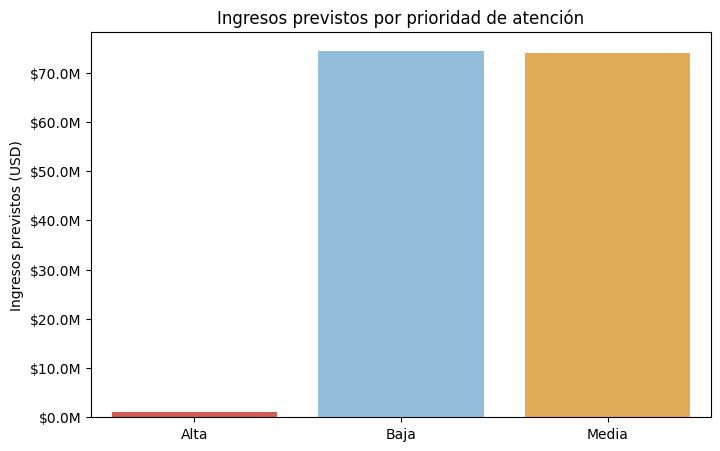 Ingresos previstos por prioridad de atención
Ingresos previstos (USD)
$70.0M
$60.0M
$50.0M
$40.0M
$30.0M
$20.0M
$10.0M
$0.0M
Alta
Baja
Media